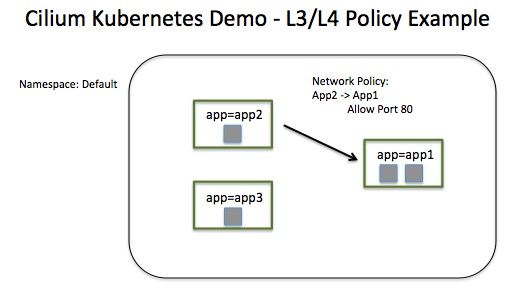 Cilium Kubernetes Demo - L3/L4 Policy Example
Namespace: Default
Network Policy:
App2 -> App1
Allow Port 80
app=app2
app=app1
app=app3